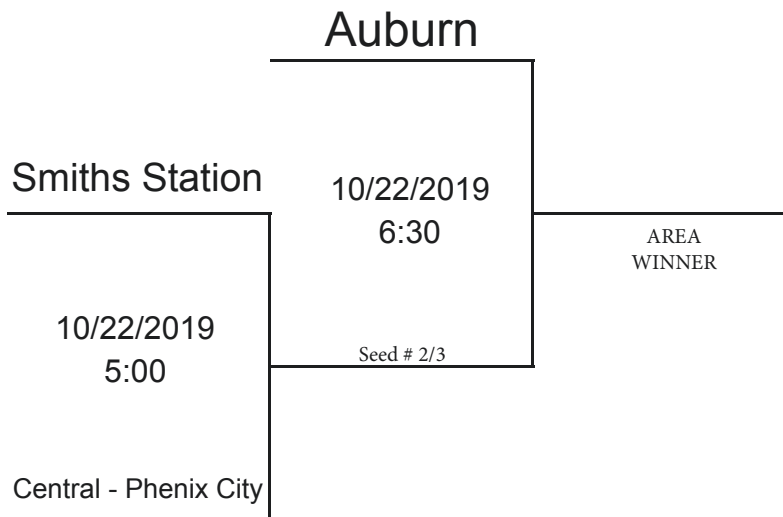 Auburn
Smiths Station
10/22/2019
6:30
AREA
WINNER
10/22/2019
5:00
Seed # 2/3
Central - Phenix City